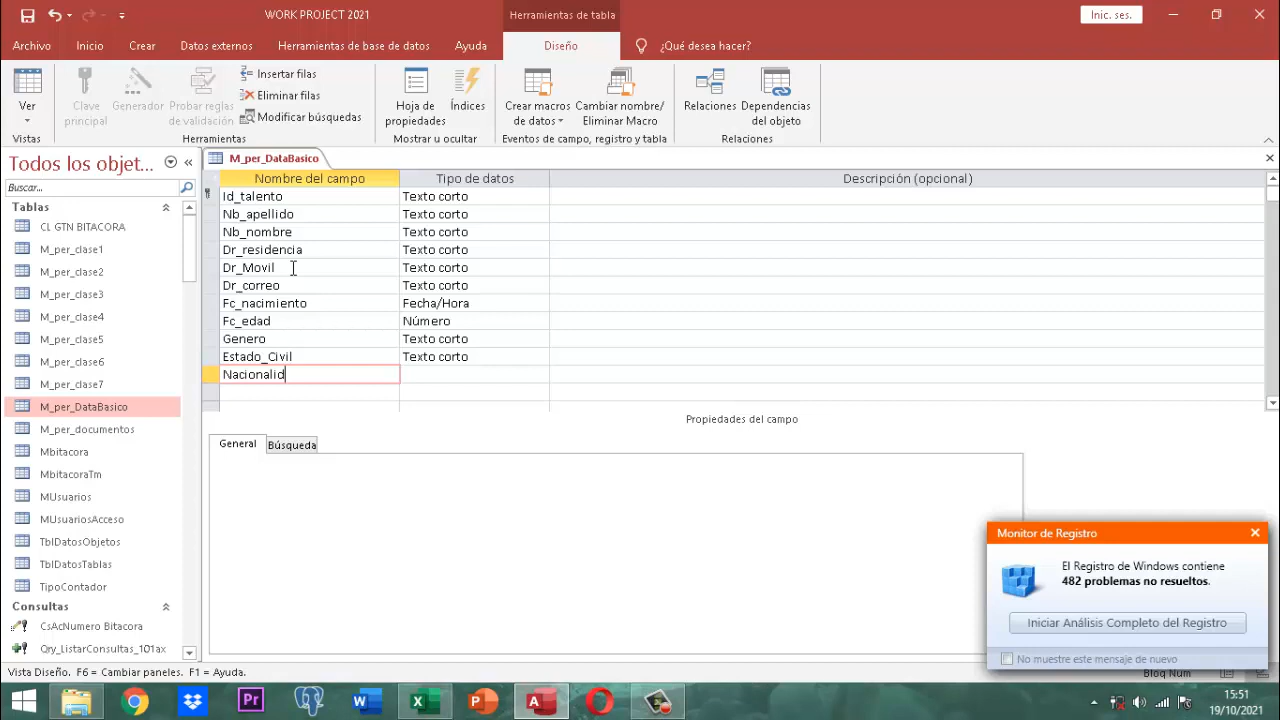 WORK PROJECT 2021
Herramientas de tabla
Inic. ses.
Archivo
Inicio
Crear
Datos externos
Herramientas de base de datos
Ayuda
Diseño
¿Qué desea hacer?
Ver
Clave principal
Generador
Probar reglas de validación
Insertar filas
Eliminar filas
Modificar búsquedas
Hoja de propiedades
Índices
Crear macros de datos
Cambiar nombre/ Eliminar Macro
Relaciones
Dependencias del objeto
Vistas
Herramientas
Mostrar u ocultar
Eventos de campo, registro y tabla
Relaciones
Todos los objet...
Buscar...
Tablas
CL GTN BITACORA
M_per_clase1
M_per_clase2
M_per_clase3
M_per_clase4
M_per_clase5
M_per_clase6
M_per_clase7
M_per_DataBasico
M_per_documentos
Mbitacora
MbitacoraTm
MUsuarios
MUsuariosAcceso
TblDatosObjetos
TblDatosTablas
TipoContador
Consultas
CsAcNumero Bitacora
Qry_ListarConsultas_101ax
M_per_DataBasico
Nombre del campo Tipo de datos Descripción (opcional)
Id_talento Texto corto
Nb_apellido Texto corto
Nb_nombre Texto corto
Dr_residencia Texto corto
Dr_Movil Texto corto
Dr_correo Texto corto
Fc_nacimiento Fecha/Hora
Fc_edad Número
Genero Texto corto
Estado_Civil Texto corto
Nacionalid
Propiedades del campo
General Búsqueda
Monitor de Registro
El Registro de Windows contiene
482 problemas no resueltos.
Iniciar Análisis Completo del Registro
No muestre este mensaje de nuevo
Vista Diseño. F6 = Cambiar paneles. F1 = Ayuda.
Bloq Num
Pr
W
X
P
A
15:51
19/10/2021